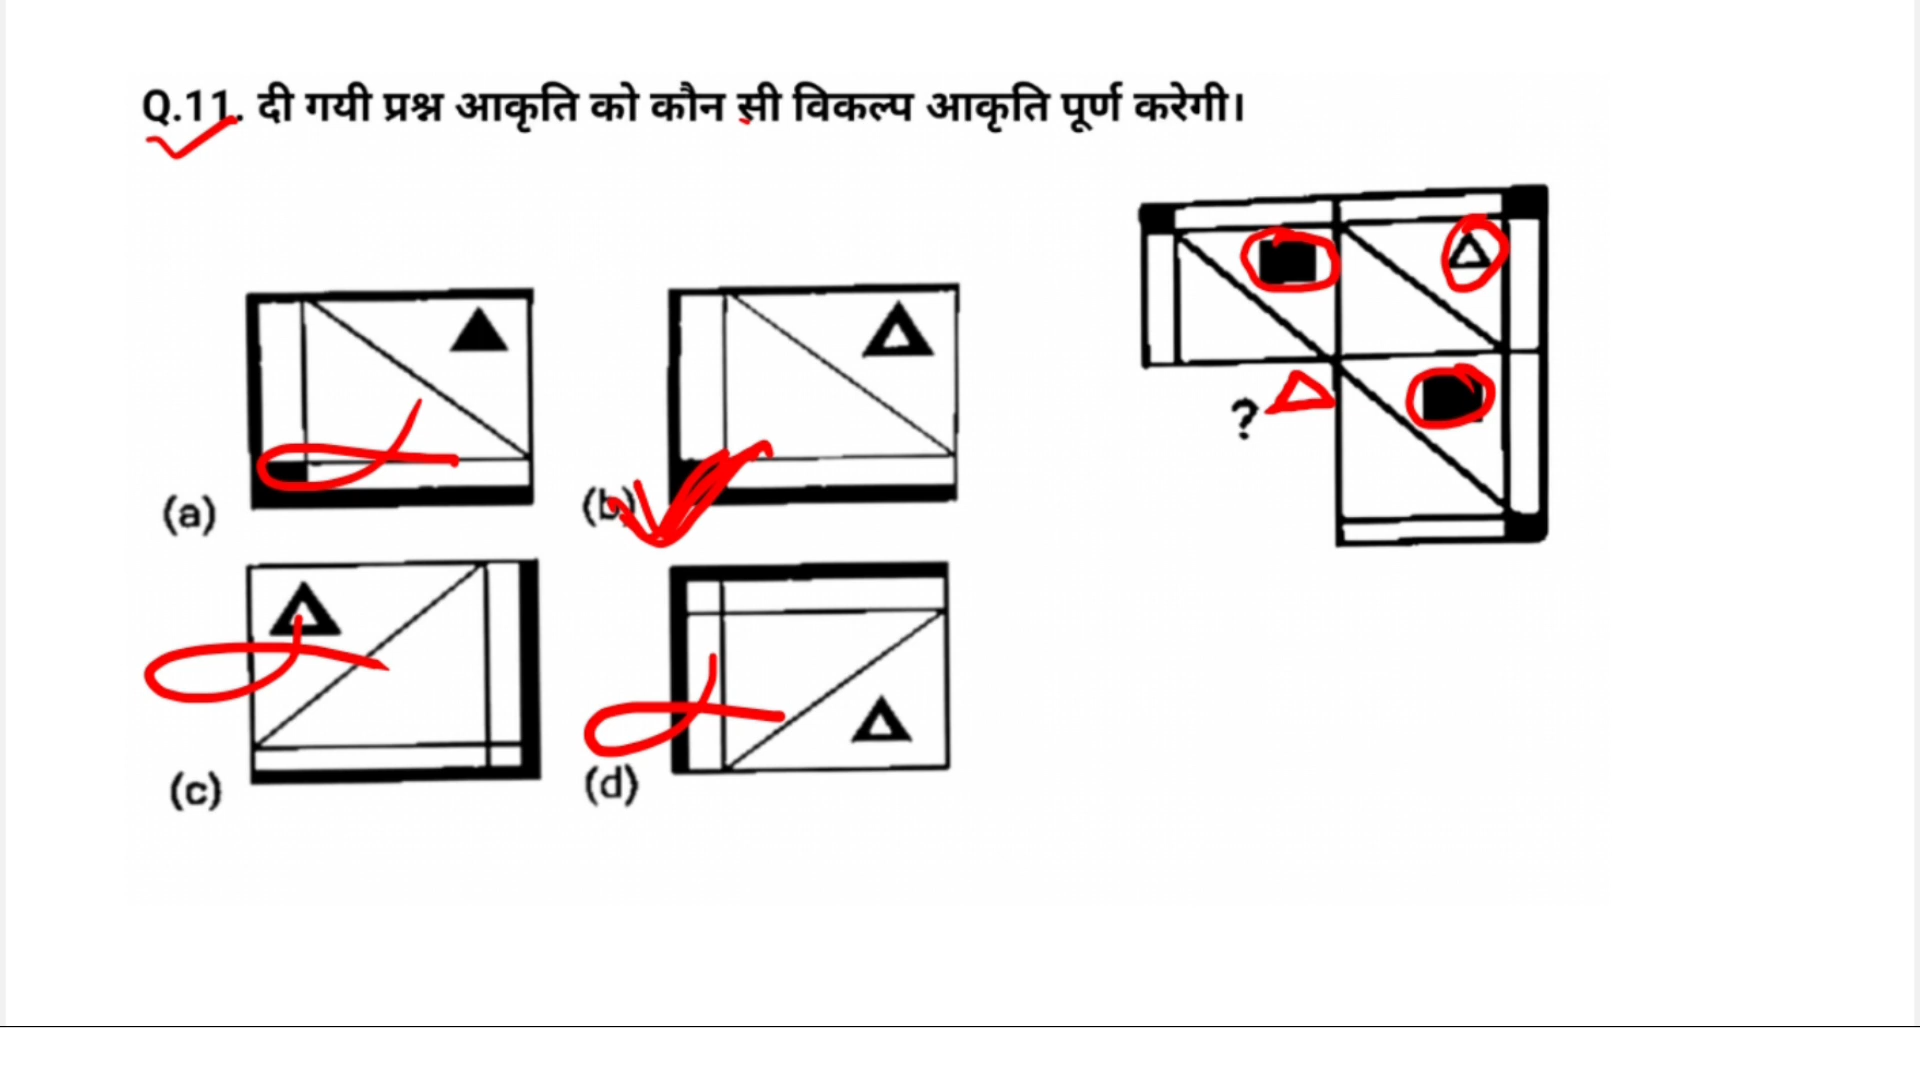 Q.11. दी गयी प्रश्न आकृति को कौन सी विकल्प आकृति पूर्ण करेगी।
?
(a)
(b)
(c)
(d)